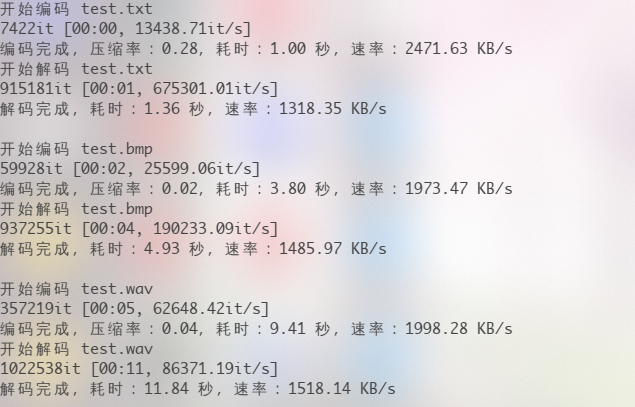 开始编码 test.txt
7422it [00:00, 13438.71it/s]
编码完成, 压缩率：0.28, 耗时：1.00 秒, 速率：2471.63 KB/s
开始解码 test.txt
915181it [00:01, 675301.01it/s]
解码完成, 耗时：1.36 秒, 速率：1318.35 KB/s
开始编码 test.bmp
59928it [00:02, 25599.06it/s]
编码完成, 压缩率：0.02, 耗时：3.80 秒, 速率：1973.47 KB/s
开始解码 test.bmp
937255it [00:04, 190233.09it/s]
解码完成, 耗时：4.93 秒, 速率：1485.97 KB/s
开始编码 test.wav
357219it [00:05, 62648.42it/s]
编码完成, 压缩率：0.04, 耗时：9.41 秒, 速率：1998.28 KB/s
开始解码 test.wav
1022538it [00:11, 86371.19it/s]
解码完成, 耗时：11.84 秒, 速率：1518.14 KB/s